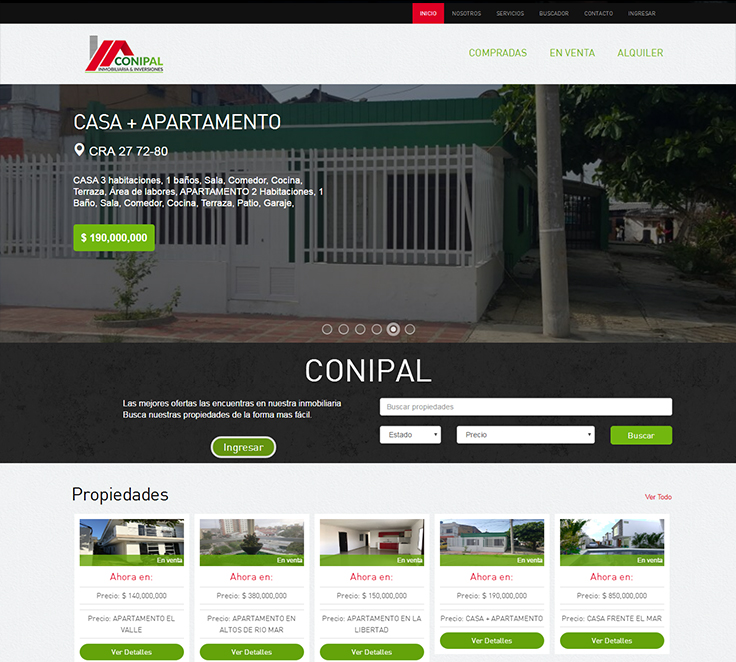 INICIO NOSOTROS SERVICIOS BUSCADOR CONTACTO INGRESAR
CONIPAL
INMOBILIARIA & INVERSIONES
COMPRADAS EN VENTA ALQUILER
CASA + APARTAMENTO
CRA 27 72-80
CASA 3 habitaciones, 1 baños, Sala, Comedor, Cocina,
Terraza, Área de labores, APARTAMENTO 2 Habitaciones, 1
Baño, Sala, Comedor, Cocina, Terraza, Patio, Garaje,
$ 190,000,000
CONIPAL
Las mejores ofertas las encuentras en nuestra inmobiliaria
Busca nuestras propiedades de la forma mas fácil.
Ingresar
Buscar propiedades
Estado Precio Buscar
Propiedades Ver Todo
En venta En venta En venta En venta En venta
Ahora en: Ahora en: Ahora en: Ahora en: Ahora en:
Precio: $ 140,000,000 Precio: $ 380,000,000 Precio: $ 150,000,000 Precio: $ 190,000,000 Precio: $ 850,000,000
Precio: APARTAMENTO EL
VALLE
Precio: APARTAMENTO EN
ALTOS DE RIO MAR
Precio: APARTAMENTO EN LA
LIBERTAD
Precio: CASA + APARTAMENTO
Precio: CASA FRENTE EL MAR
Ver Detalles Ver Detalles Ver Detalles Ver Detalles Ver Detalles